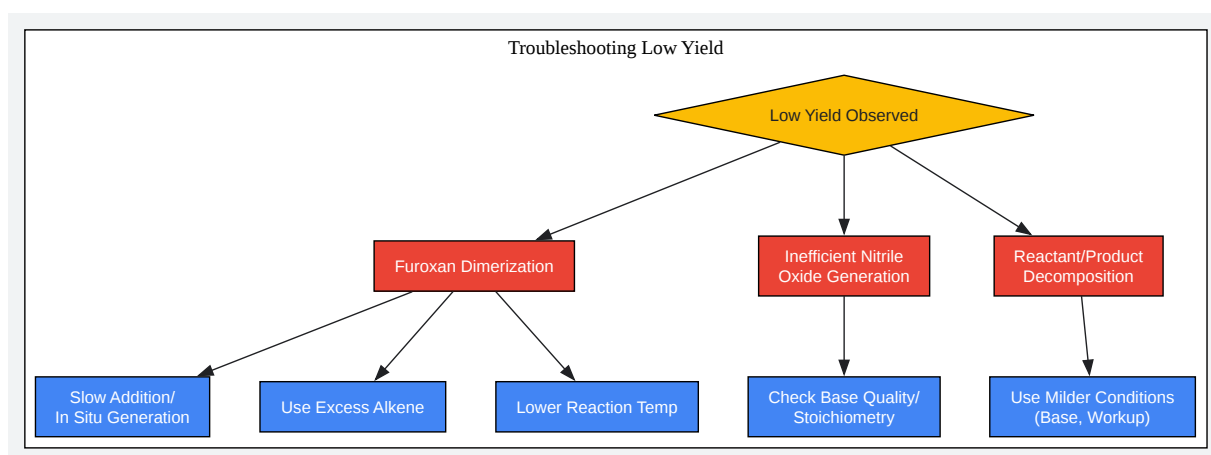 Troubleshooting Low Yield
Low Yield Observed
Furoxan Dimerization
Inefficient Nitrile
Oxide Generation
Reactant/Product
Decomposition
Slow Addition/
In Situ Generation
Use Excess Alkene
Lower Reaction Temp
Check Base Quality/
Stoichiometry
Use Milder Conditions
(Base, Workup)